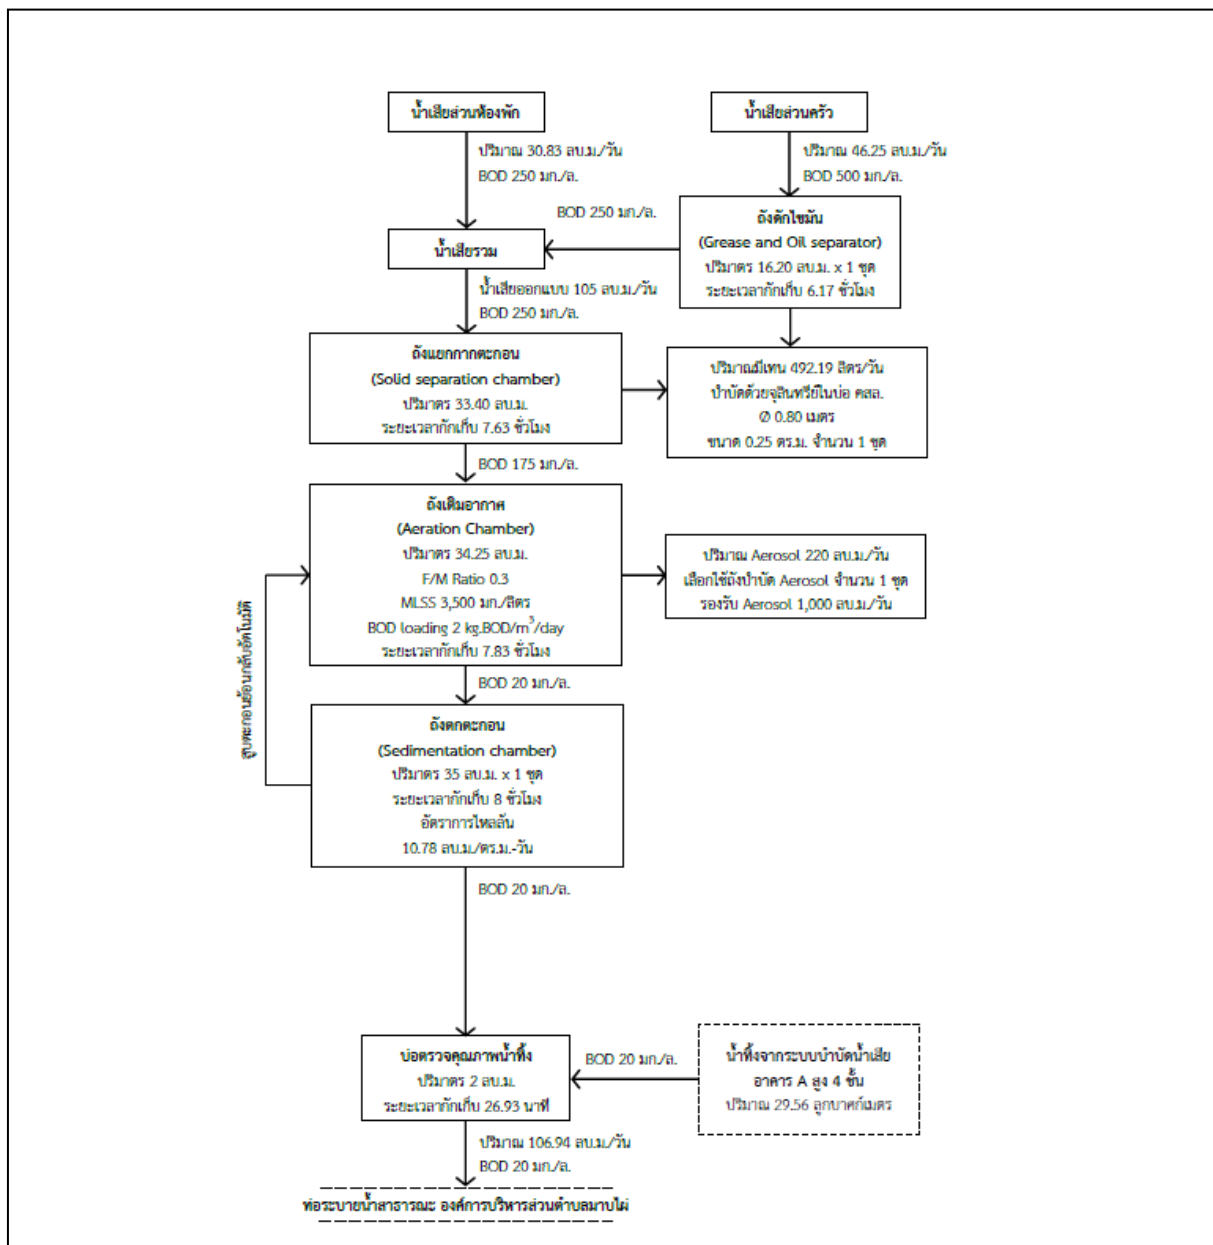 น้ำเสียส่วนห้องพัก
น้ำเสียส่วนครัว
ปริมาณ 30.83 ลบ.ม./วัน
BOD 250 มก./ล.
ปริมาณ 46.25 ลบ.ม./วัน
BOD 500 มก./ล.
BOD 250 มก./ล.
ถังดักไขมัน
(Grease and Oil separator)
ปริมาตร 16.20 ลบ.ม. x 1 ชุด
ระยะเวลากักเก็บ 6.17 ชั่วโมง
น้ำเสียรวม
น้ำเสียออกแบบ 105 ลบ.ม./วัน
BOD 250 มก./ล.
ถังแยกกากตะกอน
(Solid separation chamber)
ปริมาตร 33.40 ลบ.ม.
ระยะเวลากักเก็บ 7.63 ชั่วโมง
ปริมาณมีเทน 492.19 ลิตร/วัน
บำบัดด้วยจุลินทรีย์ในบ่อ คสล.
Ø 0.80 เมตร
ขนาด 0.25 ตร.ม. จำนวน 1 ชุด
BOD 175 มก./ล.
ถังเติมอากาศ
(Aeration Chamber)
ปริมาตร 34.25 ลบ.ม.
F/M Ratio 0.3
MLSS 3,500 มก./ลิตร
BOD loading 2 kg.BOD/m³/day
ระยะเวลากักเก็บ 7.83 ชั่วโมง
ปริมาณ Aerosol 220 ลบ.ม./วัน
เลือกใช้ถังบำบัด Aerosol จำนวน 1 ชุด
รองรับ Aerosol 1,000 ลบ.ม./วัน
สูบตะกอนย้อนกลับอัตโนมัติ
BOD 20 มก./ล.
ถังตกตะกอน
(Sedimentation chamber)
ปริมาตร 35 ลบ.ม. x 1 ชุด
ระยะเวลากักเก็บ 8 ชั่วโมง
อัตราการไหลล้น
10.78 ลบ.ม./ตร.ม.-วัน
BOD 20 มก./ล.
บ่อตรวจคุณภาพน้ำทิ้ง
ปริมาตร 2 ลบ.ม.
ระยะเวลากักเก็บ 26.93 นาที
BOD 20 มก./ล.
น้ำทิ้งจากระบบบำบัดน้ำเสีย
อาคาร A สูง 4 ชั้น
ปริมาณ 29.56 ลูกบาศก์เมตร
ปริมาณ 106.94 ลบ.ม./วัน
BOD 20 มก./ล.
ท่อระบายน้ำสาธารณะ องค์การบริหารส่วนตำบลมาบไผ่